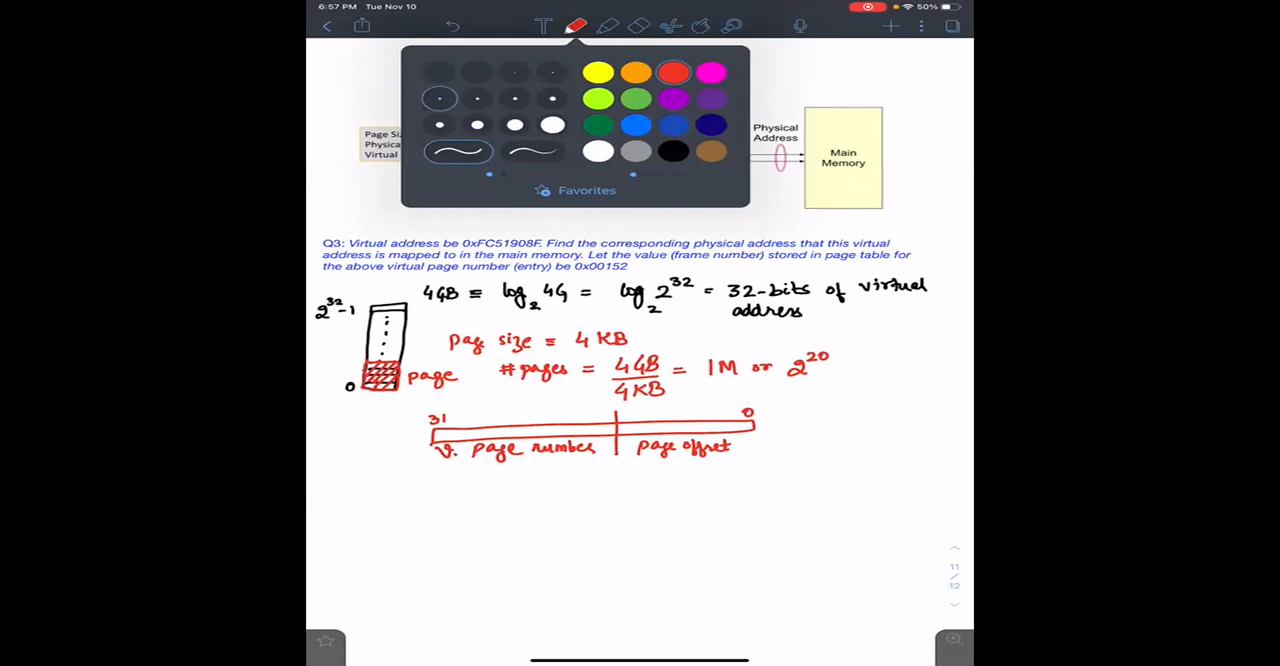 6:57 PM Tue Nov 10
50%
T
Favorites
Page Si
Physica
Virtual
Physical
Address
Main
Memory
Q3: Virtual address be 0xFC51908F. Find the corresponding physical address that this virtual
address is mapped to in the main memory. Let the value (frame number) stored in page table for
the above virtual page number (entry) be 0x00152
4GB ≡ log₂ 4G = log₂ 2³² = 32-bits of virtual
address
2³²-1
page size = 4 KB
# pages = 4GB/4KB = 1M or 2²⁰
page
0
31 0
V. page number page offset
11
/
12